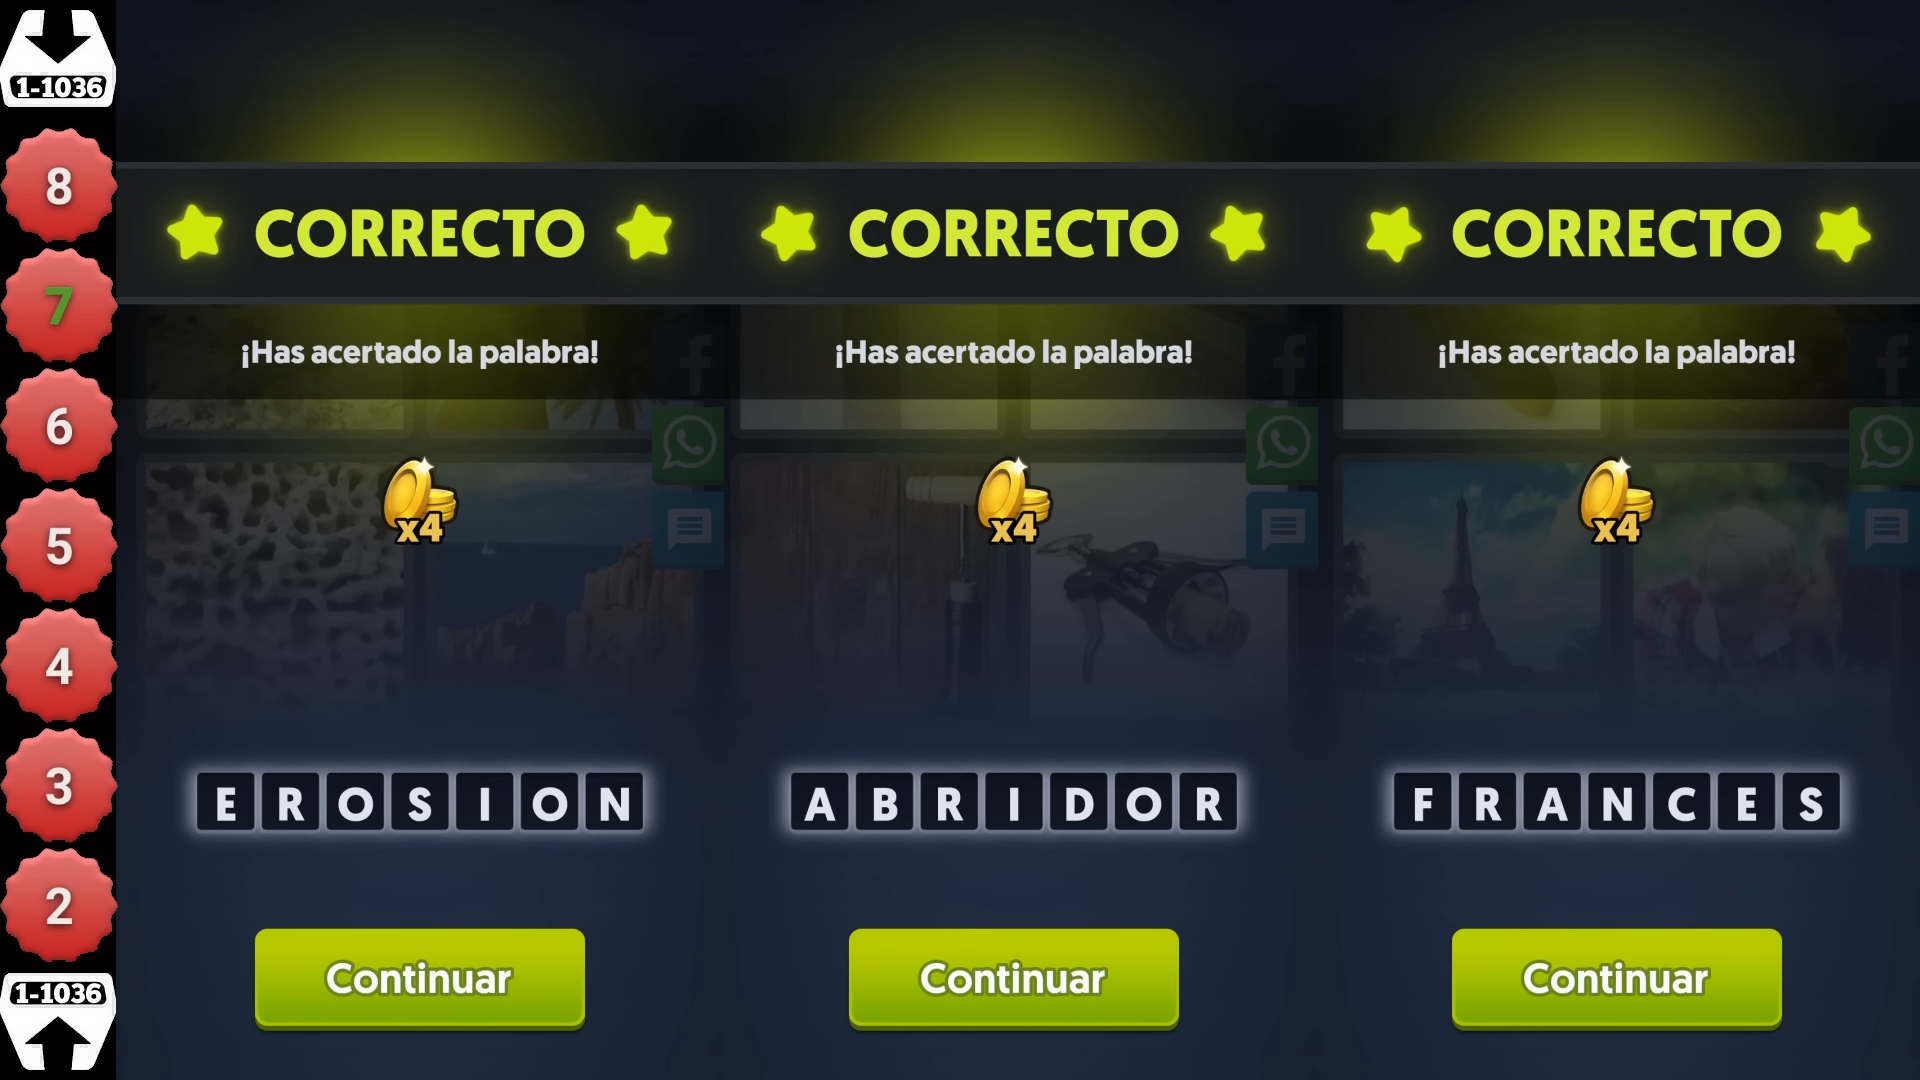 1-1036
8
7
6
5
4
3
2
1-1036
CORRECTO
¡Has acertado la palabra!
x4
EROSION
Continuar
CORRECTO
¡Has acertado la palabra!
x4
ABRIDOR
Continuar
CORRECTO
¡Has acertado la palabra!
x4
FRANCES
Continuar